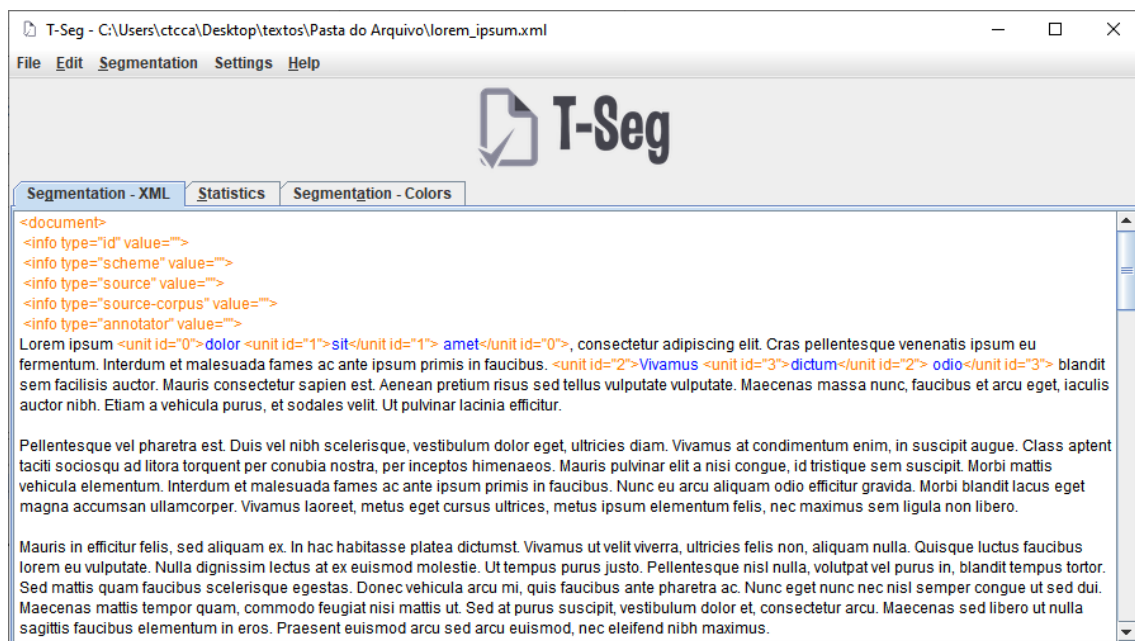 T-Seg - C:\Users\ctcca\Desktop\textos\Pasta do Arquivo\lorem_ipsum.xml
File Edit Segmentation Settings Help
T-Seg
Segmentation - XML Statistics Segmentation - Colors
<document>
<info type="id" value="">
<info type="scheme" value="">
<info type="source" value="">
<info type="source-corpus" value="">
<info type="annotator" value="">
Lorem ipsum <unit id="0">dolor <unit id="1">sit</unit id="1"> amet</unit id="0">, consectetur adipiscing elit. Cras pellentesque venenatis ipsum eu
fermentum. Interdum et malesuada fames ac ante ipsum primis in faucibus. <unit id="2">Vivamus <unit id="3">dictum</unit id="2"> odio</unit id="3"> blandit
sem facilisis auctor. Mauris consectetur sapien est. Aenean pretium risus sed tellus vulputate vulputate. Maecenas massa nunc, faucibus et arcu eget, iaculis
auctor nibh. Etiam a vehicula purus, et sodales velit. Ut pulvinar lacinia efficitur.
Pellentesque vel pharetra est. Duis vel nibh scelerisque, vestibulum dolor eget, ultricies diam. Vivamus at condimentum enim, in suscipit augue. Class aptent
taciti sociosqu ad litora torquent per conubia nostra, per inceptos himenaeos. Mauris pulvinar elit a nisi congue, id tristique sem suscipit. Morbi mattis
vehicula elementum. Interdum et malesuada fames ac ante ipsum primis in faucibus. Nunc eu arcu aliquam odio efficitur gravida. Morbi blandit lacus eget
magna accumsan ullamcorper. Vivamus laoreet, metus eget cursus ultrices, metus ipsum elementum felis, nec maximus sem ligula non libero.
Mauris in efficitur felis, sed aliquam ex. In hac habitasse platea dictumst. Vivamus ut velit viverra, ultricies felis non, aliquam nulla. Quisque luctus faucibus
lorem eu vulputate. Nulla dignissim lectus at ex euismod molestie. Ut tempus purus justo. Pellentesque nisl nulla, volutpat vel purus in, blandit tempus tortor.
Sed mattis quam faucibus scelerisque egestas. Donec vehicula arcu mi, quis faucibus ante pharetra ac. Nunc eget nunc nec nisl semper congue ut sed dui.
Maecenas mattis tempor quam, commodo feugiat nisi mattis ut. Sed at purus suscipit, vestibulum dolor et, consectetur arcu. Maecenas sed libero ut nulla
sagittis faucibus elementum in eros. Praesent euismod arcu sed arcu euismod, nec eleifend nibh maximus.